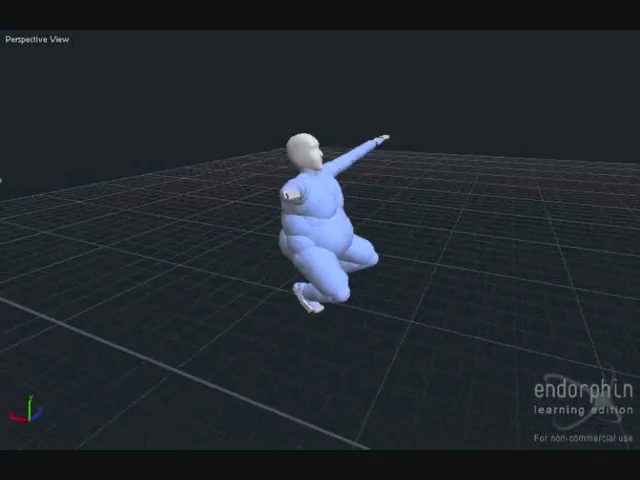 Perspective View
endorphin
learning edition
For non-commercial use